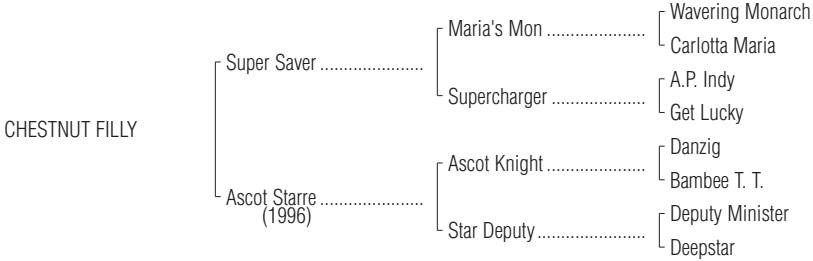 Wavering Monarch
Maria's Mon .....................
Carlotta Maria
Super Saver ......................
A.P. Indy
Supercharger ....................
Get Lucky
CHESTNUT FILLY
Danzig
Ascot Knight .....................
Bambee T. T.
Ascot Starre ......................
(1996)
Deputy Minister
Star Deputy .......................
Deepstar